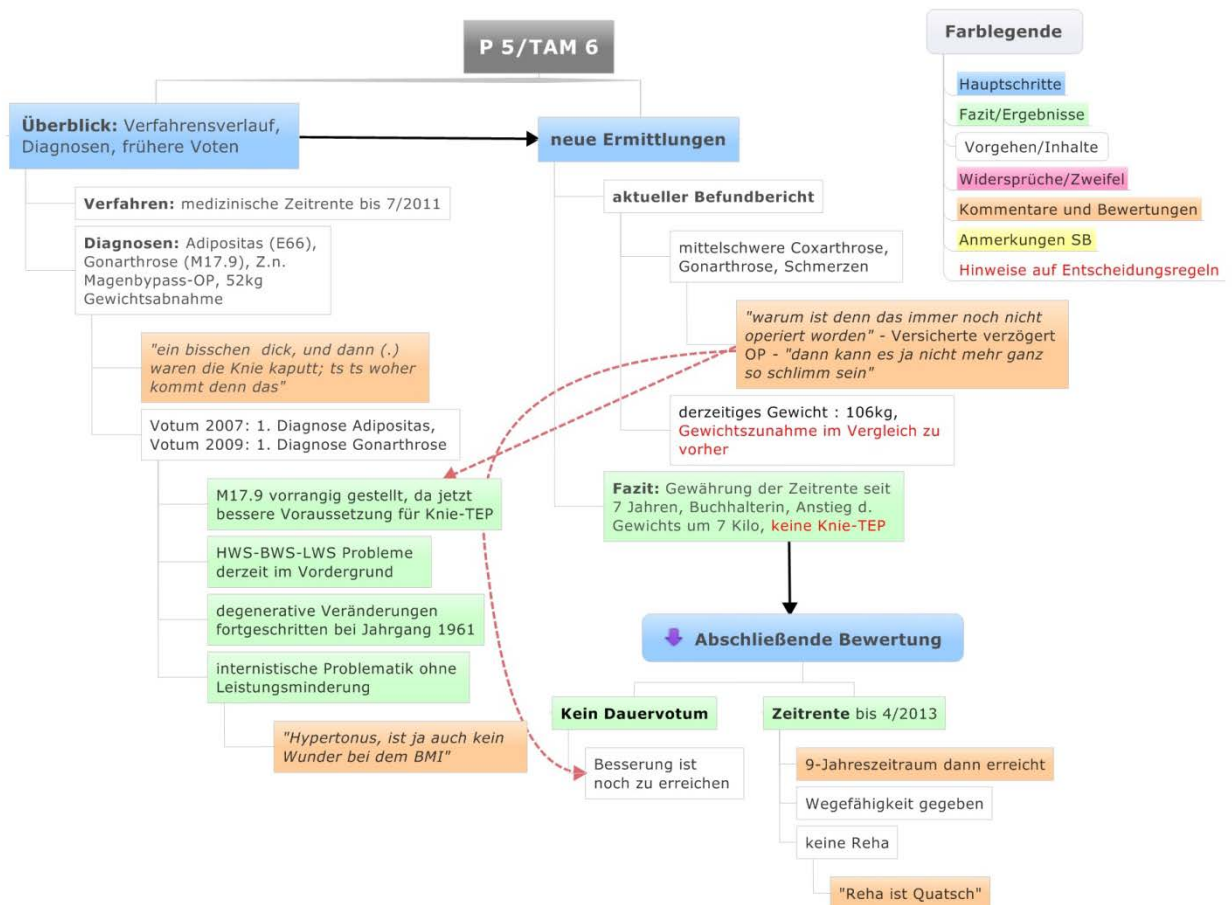 P 5/TAM 6
Überblick: Verfahrensverlauf,
Diagnosen, frühere Voten
Verfahren: medizinische Zeitrente bis 7/2011
Diagnosen: Adipositas (E66),
Gonarthrose (M17.9), Z.n.
Magenbypass-OP, 52kg
Gewichtsabnahme
"ein bisschen dick, und dann (.)
waren die Knie kaputt; ts ts woher
kommt denn das"
Votum 2007: 1. Diagnose Adipositas,
Votum 2009: 1. Diagnose Gonarthrose
M17.9 vorrangig gestellt, da jetzt
bessere Voraussetzung für Knie-TEP
HWS-BWS-LWS Probleme
derzeit im Vordergrund
degenerative Veränderungen
fortgeschritten bei Jahrgang 1961
internistische Problematik ohne
Leistungsminderung
"Hypertonus, ist ja auch kein
Wunder bei dem BMI"
neue Ermittlungen
aktueller Befundbericht
mittelschwere Coxarthrose,
Gonarthrose, Schmerzen
"warum ist denn das immer noch nicht
operiert worden" - Versicherte verzögert
OP - "dann kann es ja nicht mehr ganz
so schlimm sein"
derzeitiges Gewicht : 106kg,
Gewichtszunahme im Vergleich zu
vorher
Fazit: Gewährung der Zeitrente seit
7 Jahren, Buchhalterin, Anstieg d.
Gewichts um 7 Kilo, keine Knie-TEP
Abschließende Bewertung
Kein Dauervotum
Besserung ist
noch zu erreichen
Zeitrente bis 4/2013
9-Jahreszeitraum dann erreicht
Wegefähigkeit gegeben
keine Reha
"Reha ist Quatsch"
Farblegende
Hauptschritte
Fazit/Ergebnisse
Vorgehen/Inhalte
Widersprüche/Zweifel
Kommentare und Bewertungen
Anmerkungen SB
Hinweise auf Entscheidungsregeln